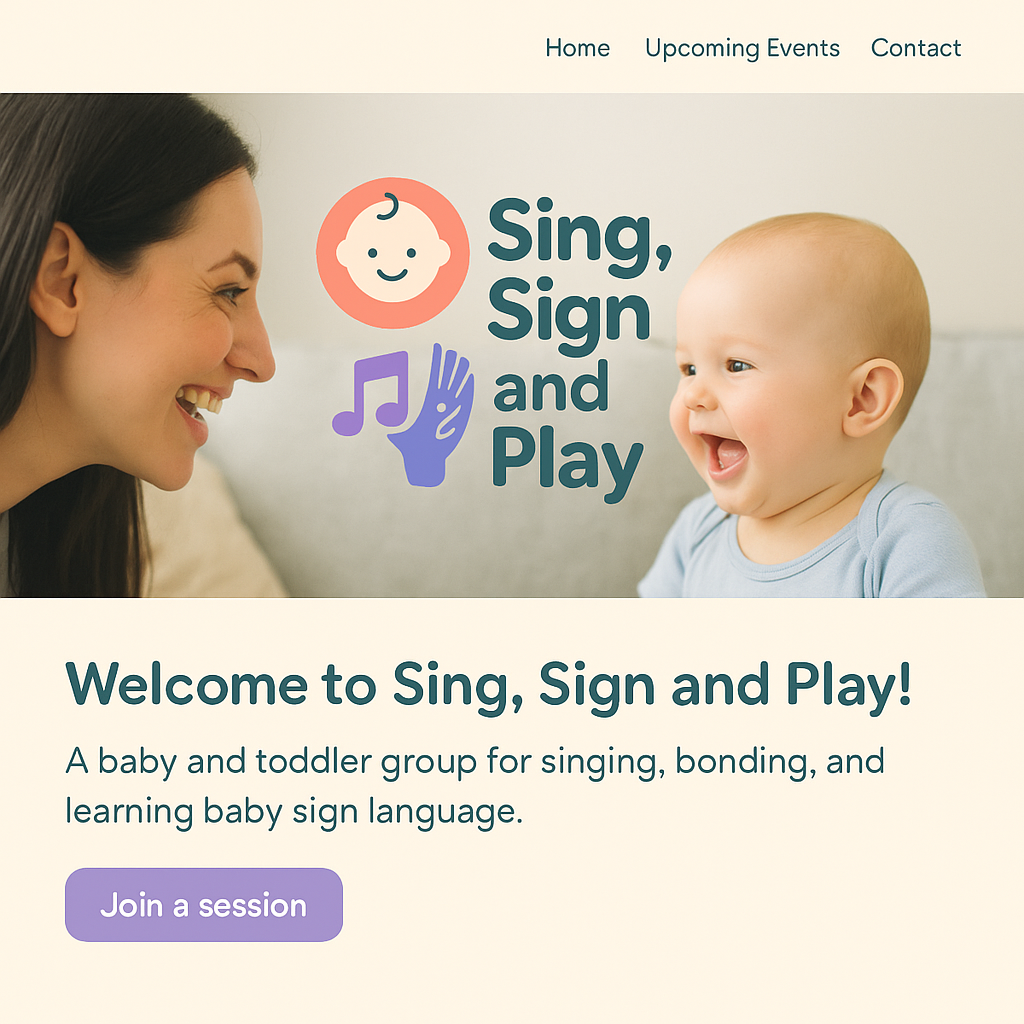 Home Upcoming Events Contact
Sing,
Sign
and
Play
Welcome to Sing, Sign and Play!
A baby and toddler group for singing, bonding, and
learning baby sign language.
Join a session